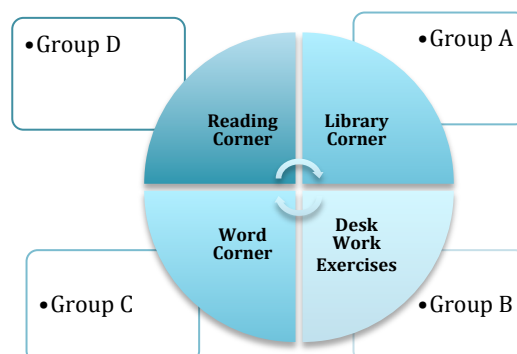 •Group D
•Group A
Reading
Corner
Library
Corner
Word
Corner
Desk
Work
Exercises
•Group C
•Group B